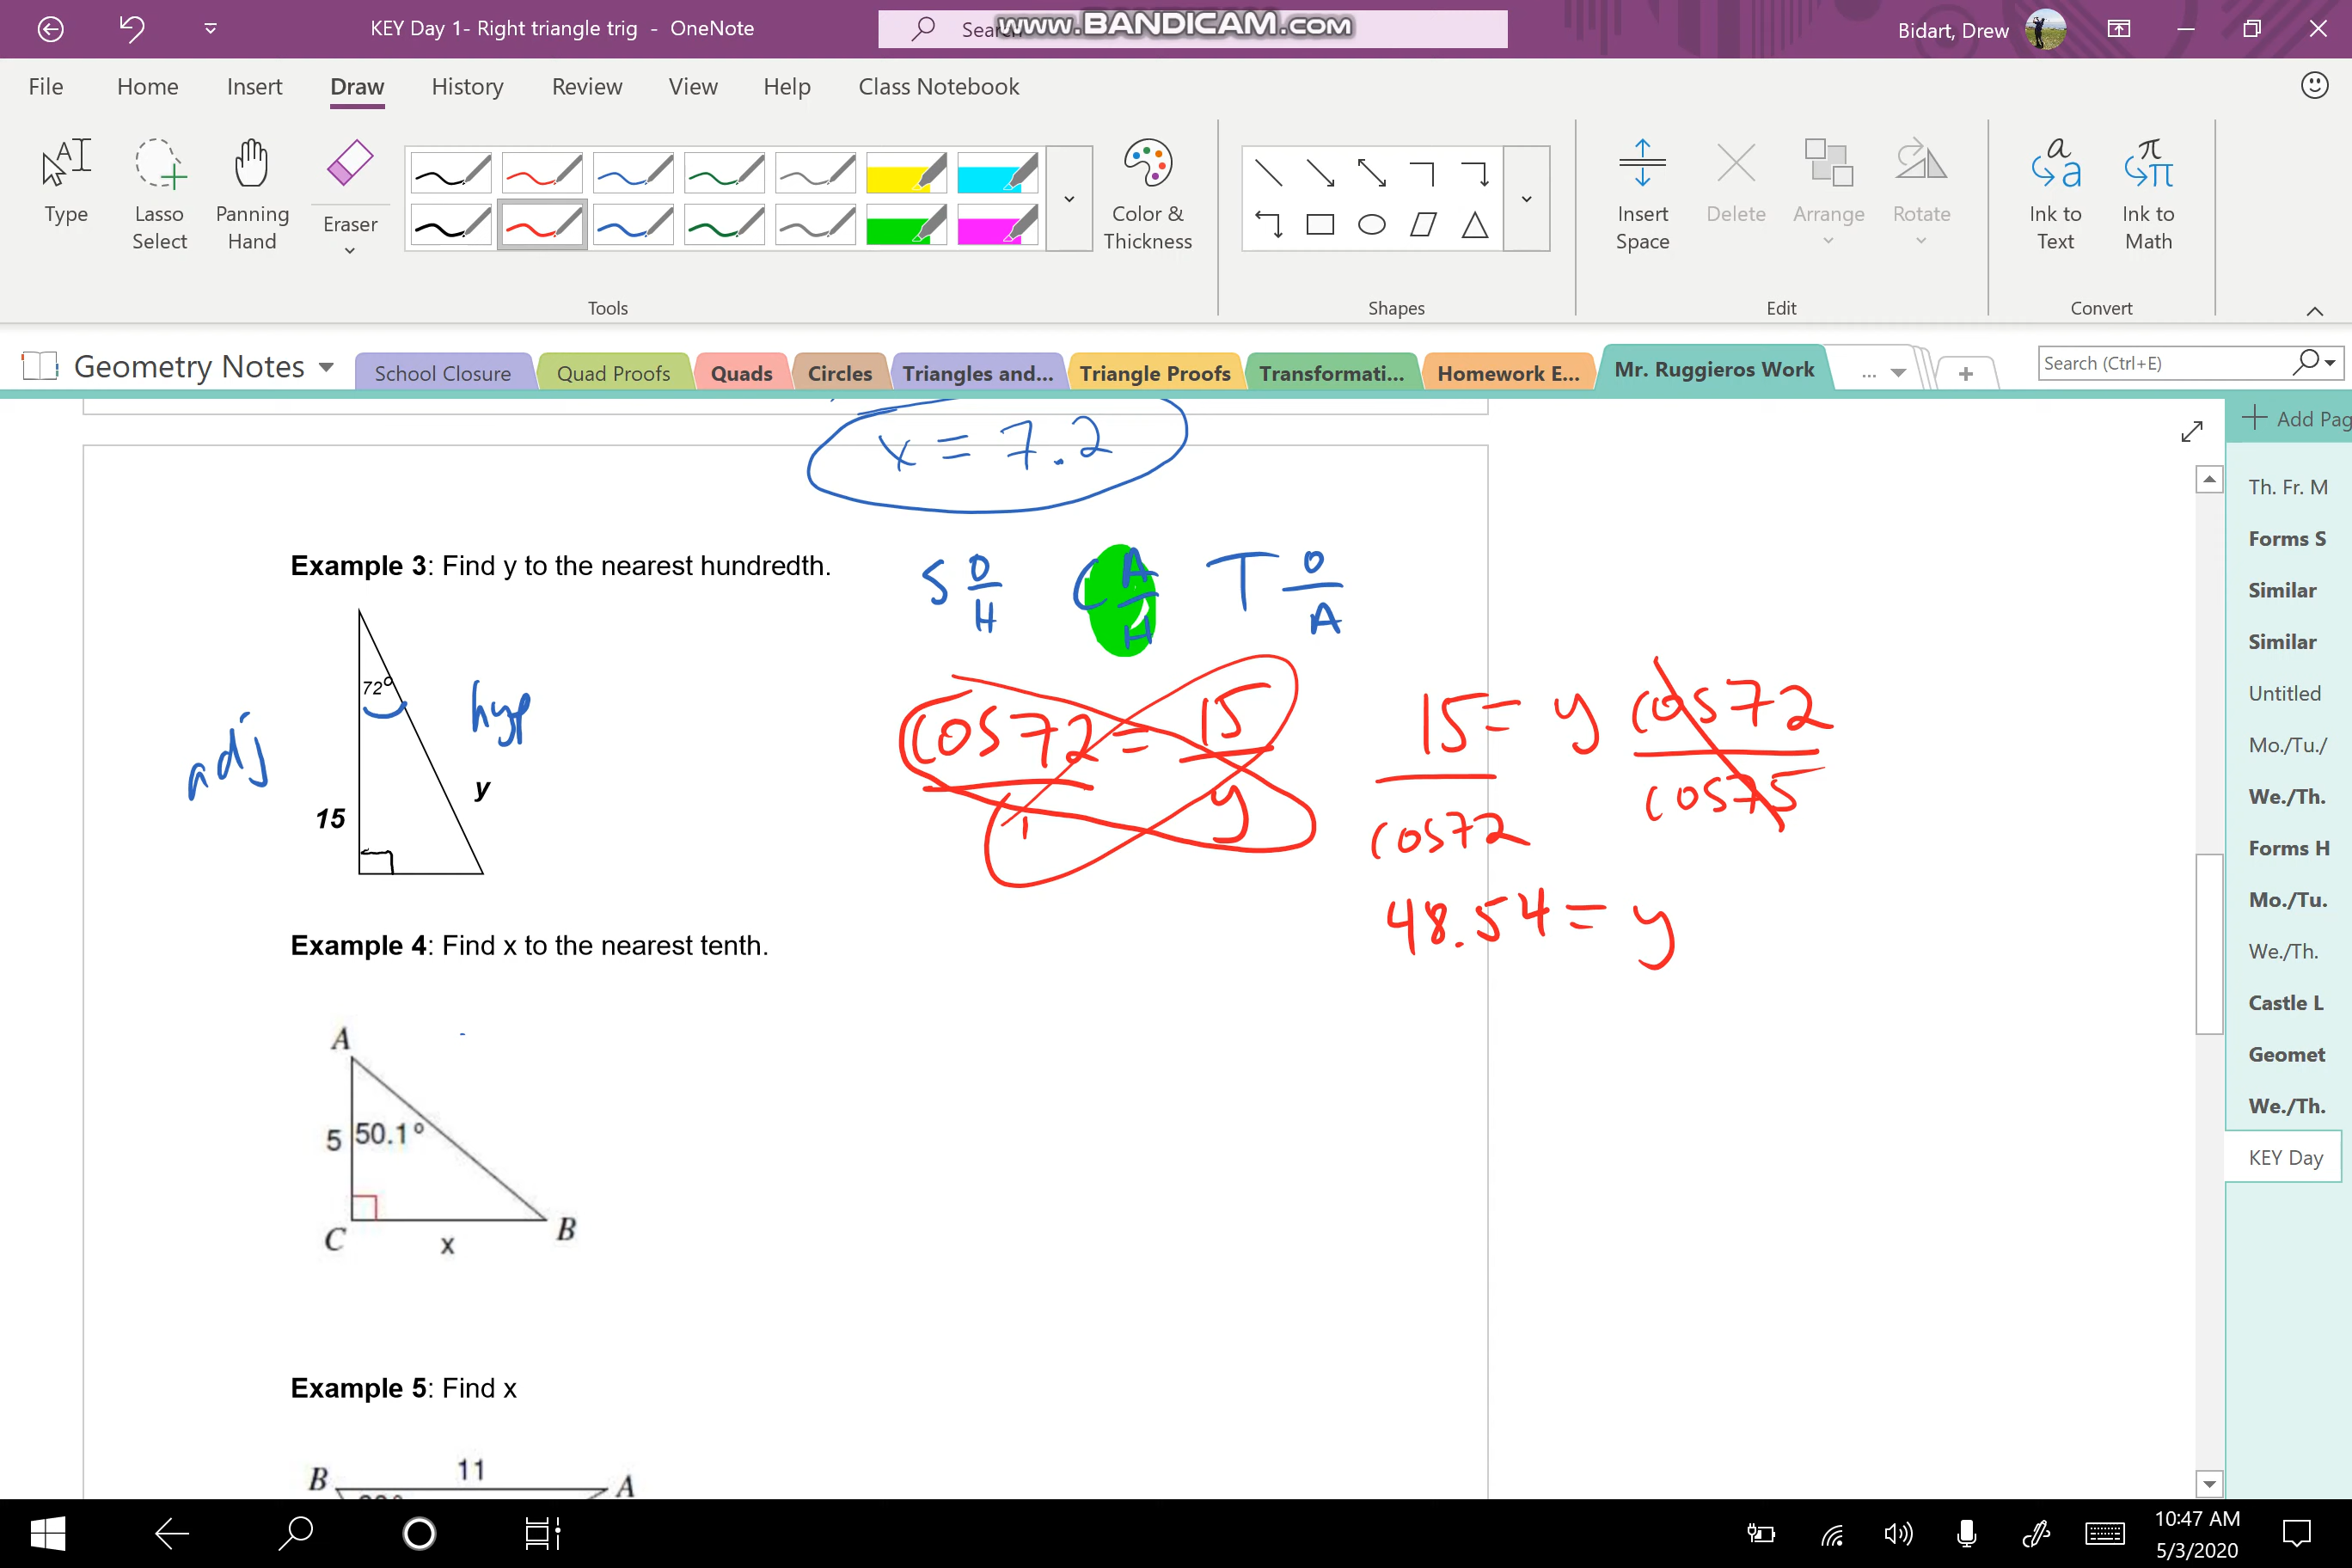 KEY Day 1- Right triangle trig - OneNote
www.BANDICAM.com
Bidart, Drew
File Home Insert Draw History Review View Help Class Notebook
Type
Lasso Select
Panning Hand
Eraser
Color & Thickness
Insert Space
Delete
Arrange
Rotate
Ink to Text
Ink to Math
Tools
Shapes
Edit
Convert
Geometry Notes
School Closure
Quad Proofs
Quads
Circles
Triangles and...
Triangle Proofs
Transformati...
Homework E...
Mr. Ruggieros Work
...
Search (Ctrl+E)
Add Pag
x = 7.2
Example 3: Find y to the nearest hundredth.
S O/H C A/H T O/A
72°
adj
hyp
15
y
cos72/1 = 15/y
15/cos72 = y cos72/cos75
48.54 = y
Example 4: Find x to the nearest tenth.
A
5 50.1°
C
x
B
Example 5: Find x
B 11 A
Th. Fr. M
Forms S
Similar
Similar
Untitled
Mo./Tu./
We./Th.
Forms H
Mo./Tu.
We./Th.
Castle L
Geomet
We./Th.
KEY Day
10:47 AM
5/3/2020